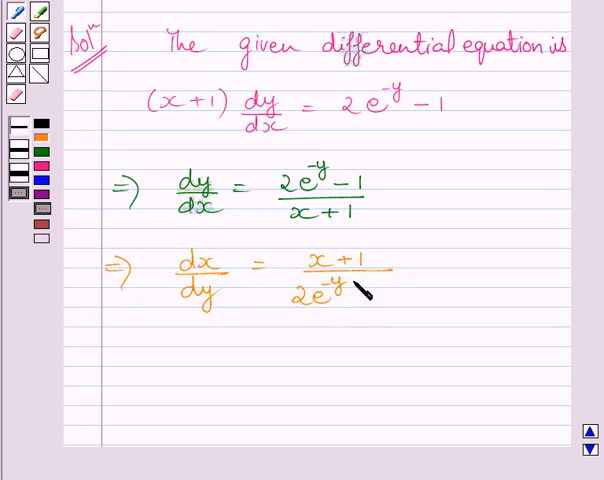 Solⁿ The given differential equation is
(x+1) dy/dx = 2e^{-y} - 1
⇒ dy/dx = (2e^{-y} - 1)/(x+1)
⇒ dx/dy = (x+1)/(2e^{-y}